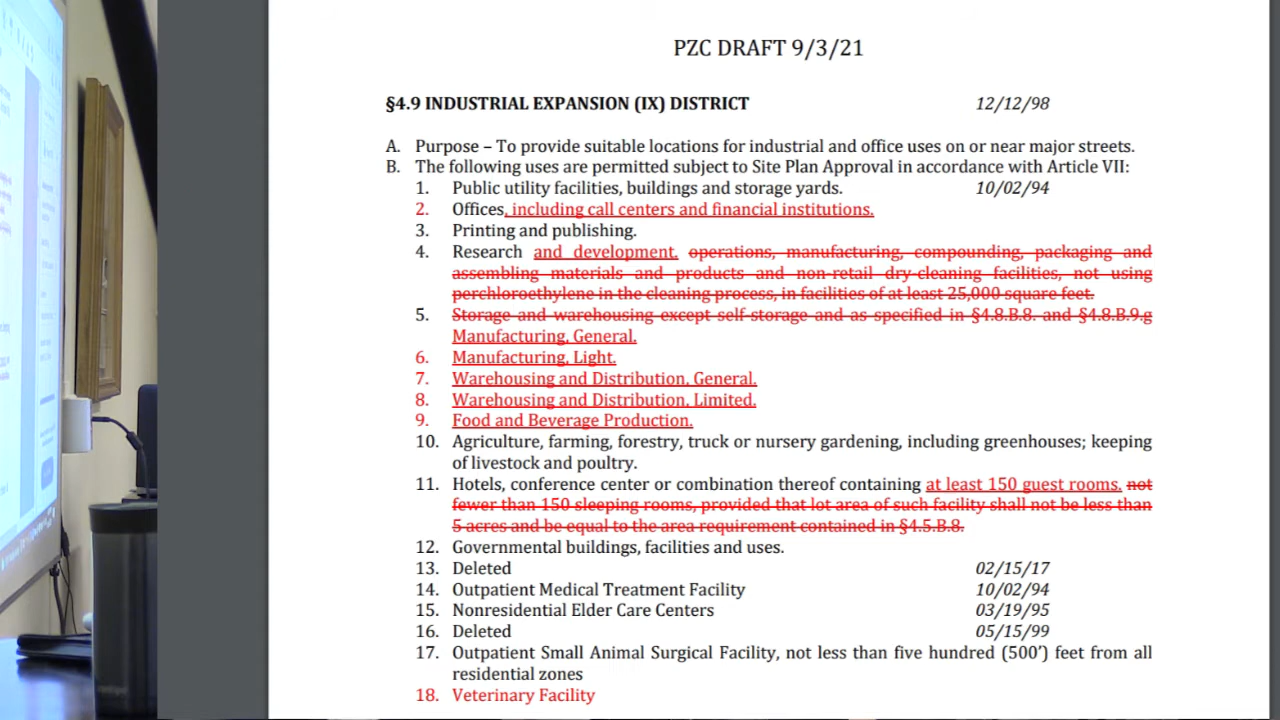 PZC DRAFT 9/3/21
§4.9 INDUSTRIAL EXPANSION (IX) DISTRICT 12/12/98
A. Purpose – To provide suitable locations for industrial and office uses on or near major streets.
B. The following uses are permitted subject to Site Plan Approval in accordance with Article VII:
1. Public utility facilities, buildings and storage yards. 10/02/94
2. Offices, including call centers and financial institutions.
3. Printing and publishing.
4. Research and development. operations, manufacturing, compounding, packaging and
assembling materials and products and non-retail dry-cleaning facilities, not using
perchloroethylene in the cleaning process, in facilities of at least 25,000 square feet.
5. Storage and warehousing except self-storage and as specified in §4.8.B.8. and §4.8.B.9.g
Manufacturing, General.
6. Manufacturing, Light.
7. Warehousing and Distribution, General.
8. Warehousing and Distribution, Limited.
9. Food and Beverage Production.
10. Agriculture, farming, forestry, truck or nursery gardening, including greenhouses; keeping
of livestock and poultry.
11. Hotels, conference center or combination thereof containing at least 150 guest rooms. not
fewer than 150 sleeping rooms, provided that lot area of such facility shall not be less than
5 acres and be equal to the area requirement contained in §4.5.B.8.
12. Governmental buildings, facilities and uses.
13. Deleted 02/15/17
14. Outpatient Medical Treatment Facility 10/02/94
15. Nonresidential Elder Care Centers 03/19/95
16. Deleted 05/15/99
17. Outpatient Small Animal Surgical Facility, not less than five hundred (500') feet from all
residential zones
18. Veterinary Facility